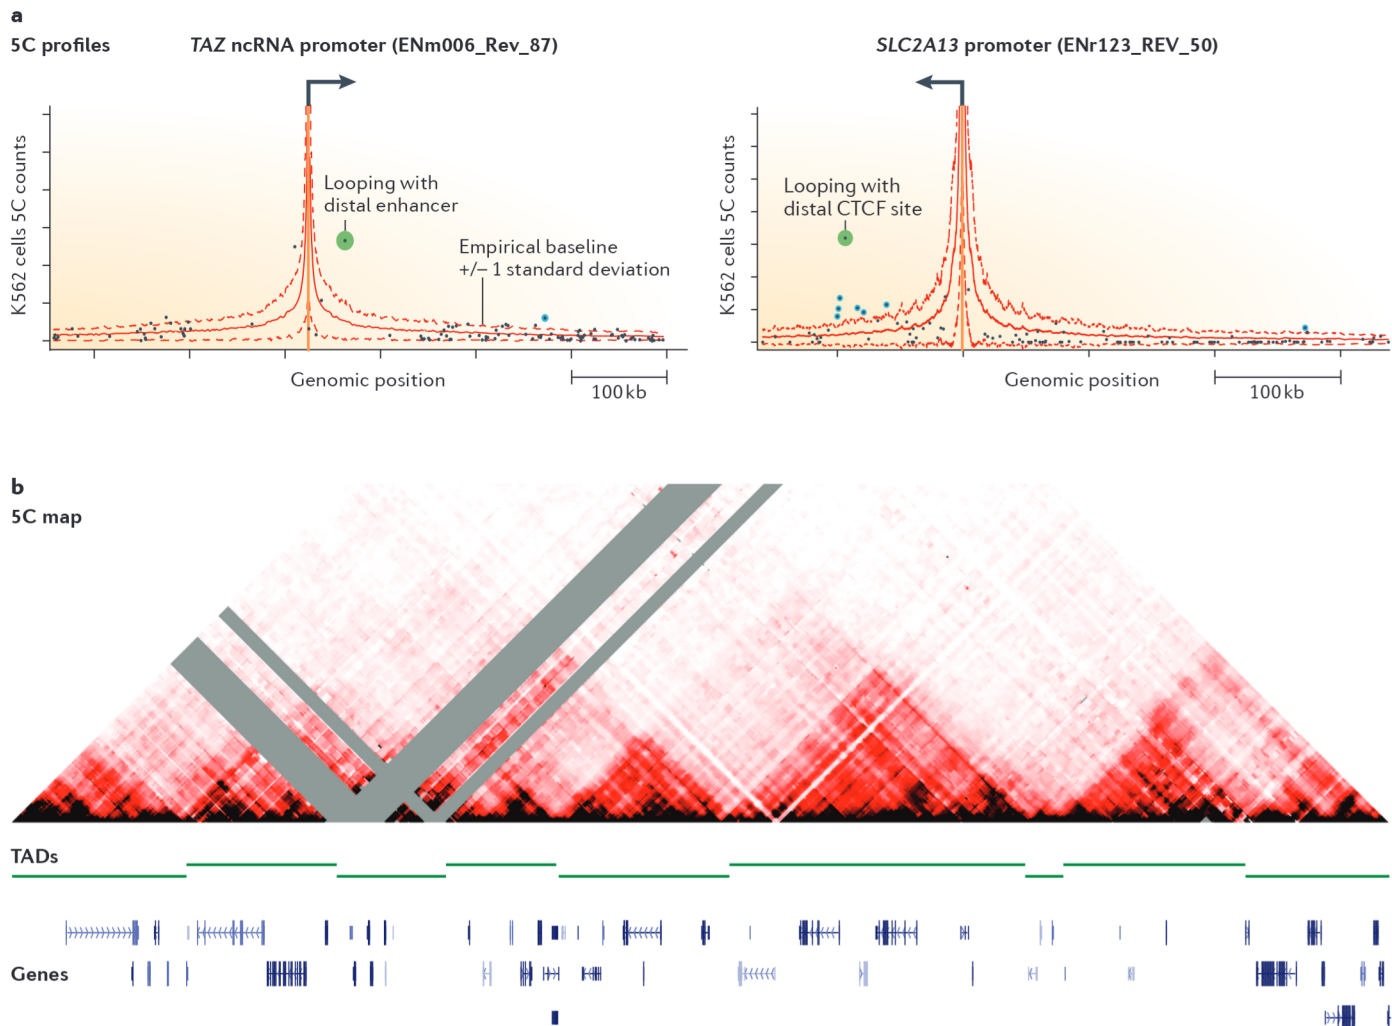 a
5C profiles
TAZ ncRNA promoter (ENm006_Rev_87)
SLC2A13 promoter (ENr123_REV_50)
K562 cells 5C counts
Looping with
distal enhancer
Empirical baseline
+/− 1 standard deviation
Genomic position
100 kb
K562 cells 5C counts
Looping with
distal CTCF site
Genomic position
100 kb
b
5C map
TADs
Genes